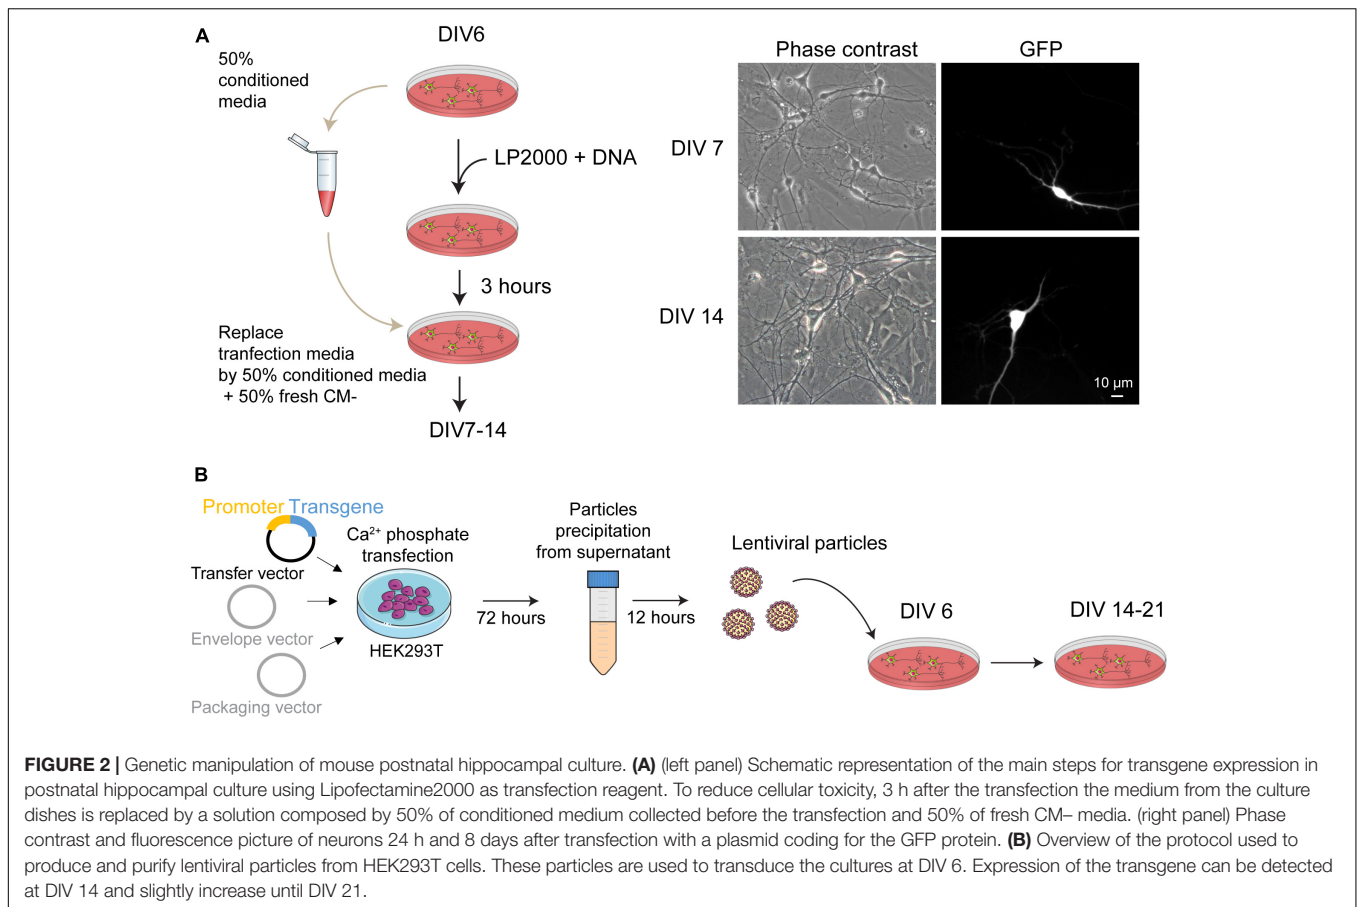 A
DIV6
50%
conditioned
media
LP2000 + DNA
3 hours
Replace
tranfection media
by 50% conditioned media
+ 50% fresh CM-
DIV7-14
Phase contrast
GFP
DIV 7
DIV 14
10 µm
B
Promoter Transgene
Ca²⁺ phosphate
transfection
Transfer vector
Envelope vector
Packaging vector
HEK293T
72 hours
Particles
precipitation
from supernatant
12 hours
Lentiviral particles
DIV 6
DIV 14-21
FIGURE 2 | Genetic manipulation of mouse postnatal hippocampal culture. (A) (left panel) Schematic representation of the main steps for transgene expression in
postnatal hippocampal culture using Lipofectamine2000 as transfection reagent. To reduce cellular toxicity, 3 h after the transfection the medium from the culture
dishes is replaced by a solution composed by 50% of conditioned medium collected before the transfection and 50% of fresh CM– media. (right panel) Phase
contrast and fluorescence picture of neurons 24 h and 8 days after transfection with a plasmid coding for the GFP protein. (B) Overview of the protocol used to
produce and purify lentiviral particles from HEK293T cells. These particles are used to transduce the cultures at DIV 6. Expression of the transgene can be detected
at DIV 14 and slightly increase until DIV 21.